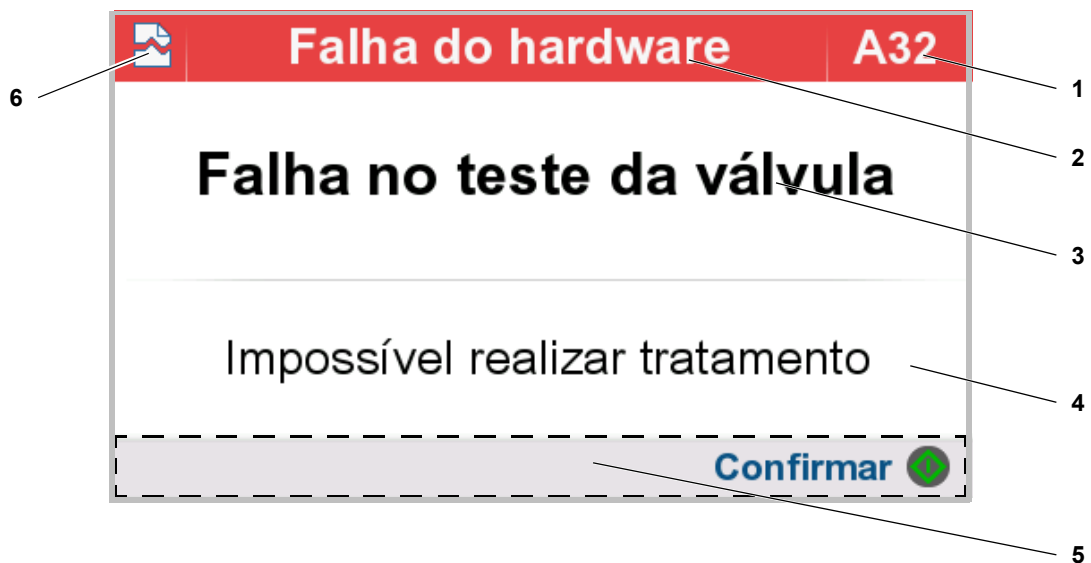 Falha do hardware A32
6
1
2
Falha no teste da válvula
3
Impossível realizar tratamento
4
Confirmar
5